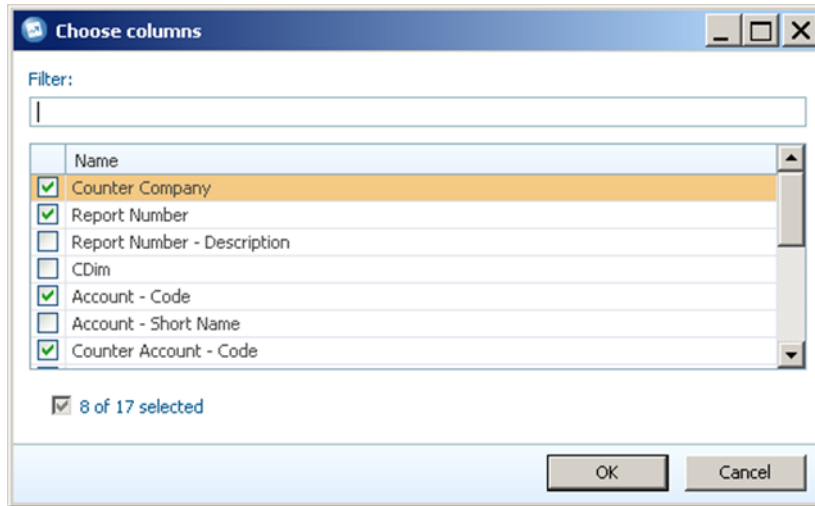 Choose columns
Filter:
Name
Counter Company
Report Number
Report Number - Description
CDim
Account - Code
Account - Short Name
Counter Account - Code
8 of 17 selected
OK Cancel